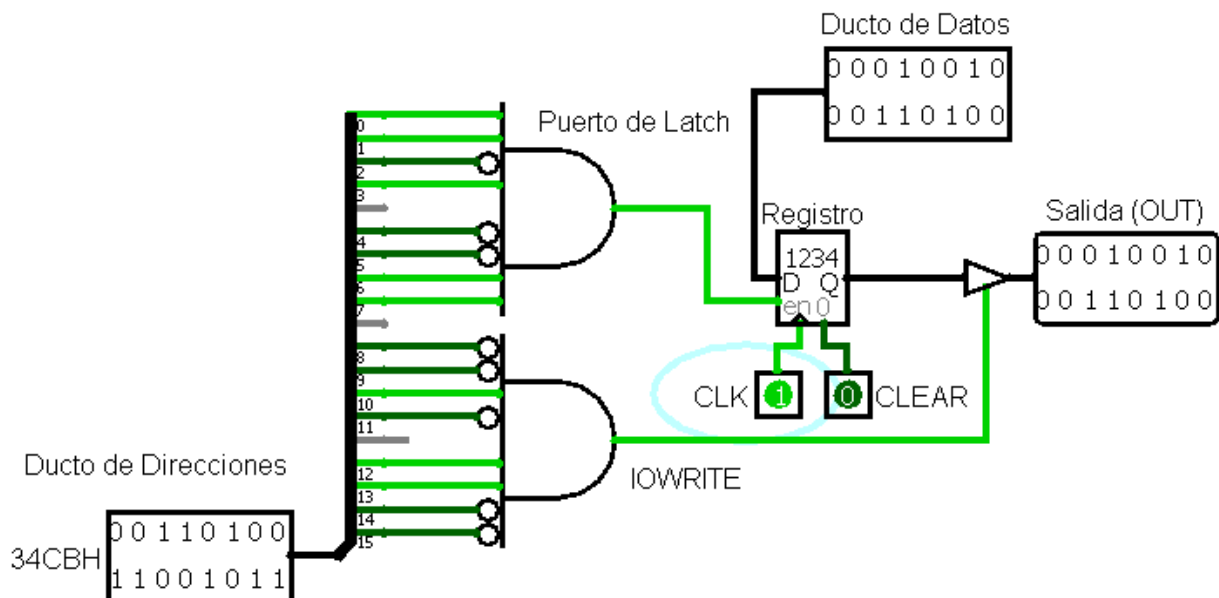 Ducto de Datos
0 0 0 1 0 0 1 0
0 0 1 1 0 1 0 0
Puerto de Latch
0
1
2
3
4
5
6
7
8
9
10
11
12
13
14
15
Registro
1234
D Q
en 0
Salida (OUT)
0 0 0 1 0 0 1 0
0 0 1 1 0 1 0 0
CLK 1
0 CLEAR
IOWRITE
Ducto de Direcciones
34CBH
0 0 1 1 0 1 0 0
1 1 0 0 1 0 1 1